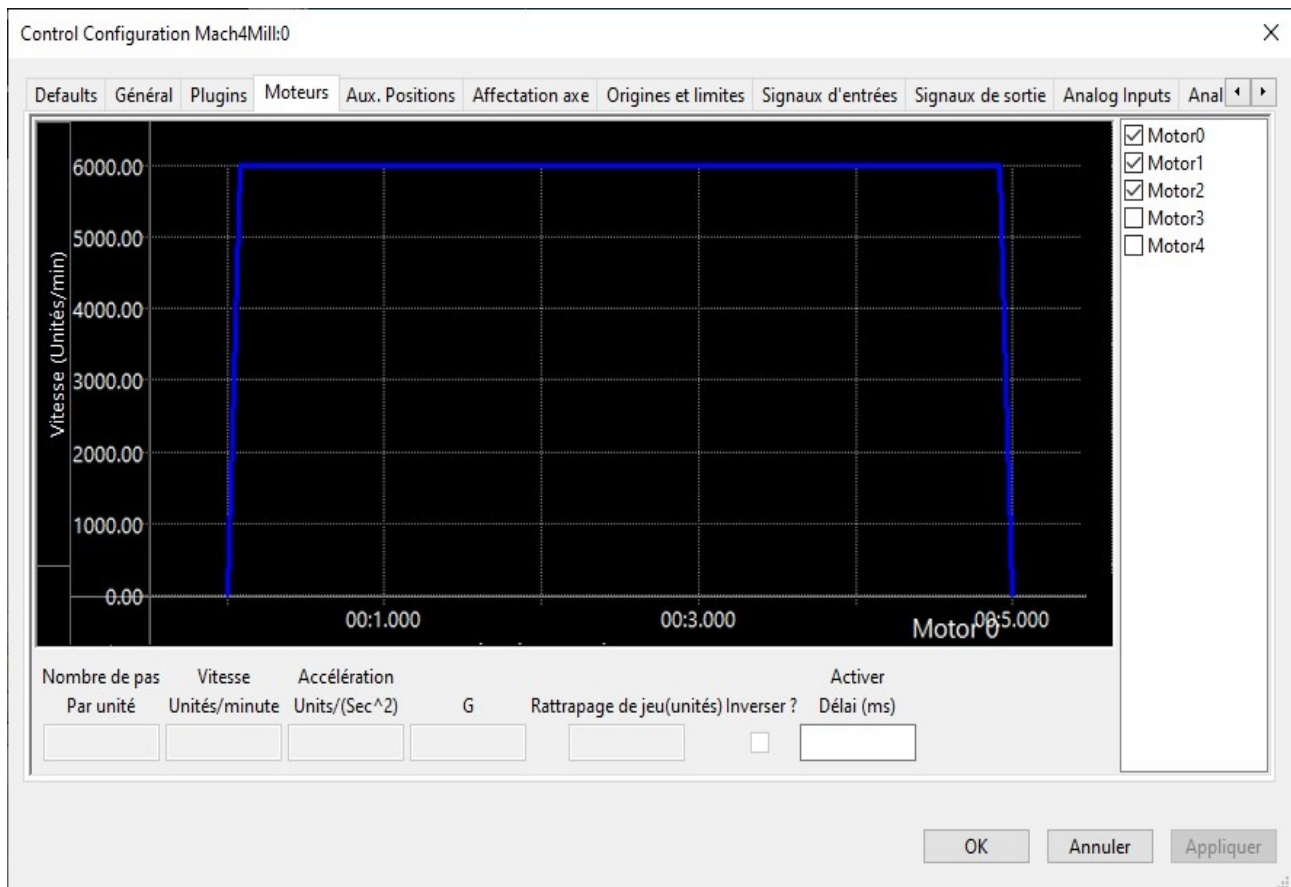 Control Configuration Mach4Mill:0
Defaults Général Plugins Moteurs Aux. Positions Affectation axe Origines et limites Signaux d'entrées Signaux de sortie Analog Inputs Anal
Vitesse (Unités/min)
6000.00
5000.00
4000.00
3000.00
2000.00
1000.00
0.00
00:1.000 00:3.000 00:5.000
Motor 0
Motor0
Motor1
Motor2
Motor3
Motor4
Nombre de pas Vitesse Accélération Activer
Par unité Unités/minute Units/(Sec^2) G Rattrapage de jeu(unités) Inverser ? Délai (ms)
OK Annuler Appliquer